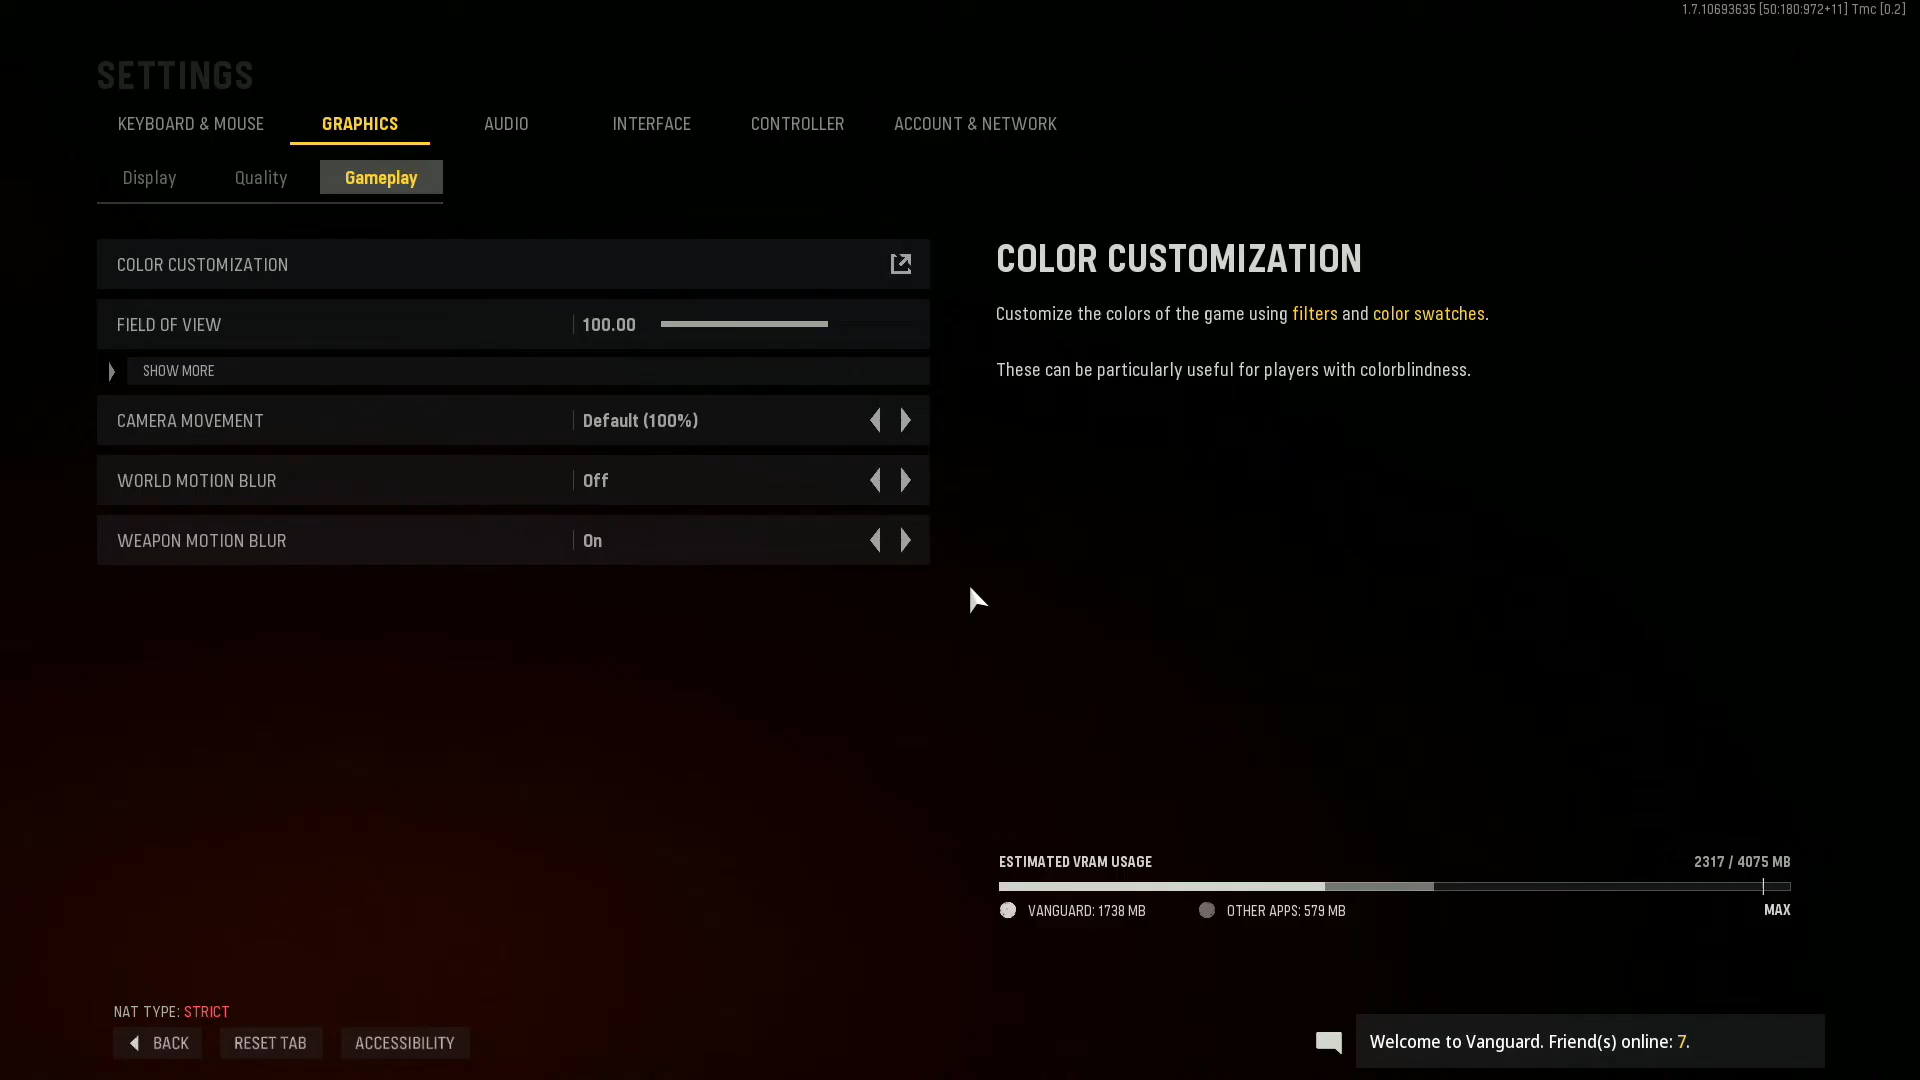 1.7.10693635 [50:180:972+11] Tmc [0.2]
SETTINGS
KEYBOARD & MOUSE GRAPHICS AUDIO INTERFACE CONTROLLER ACCOUNT & NETWORK
Display Quality Gameplay
COLOR CUSTOMIZATION
FIELD OF VIEW 100.00
SHOW MORE
CAMERA MOVEMENT Default (100%)
WORLD MOTION BLUR Off
WEAPON MOTION BLUR On
COLOR CUSTOMIZATION
Customize the colors of the game using filters and color swatches.
These can be particularly useful for players with colorblindness.
ESTIMATED VRAM USAGE 2317 / 4075 MB
VANGUARD: 1738 MB OTHER APPS: 579 MB MAX
NAT TYPE: STRICT
BACK RESET TAB ACCESSIBILITY
Welcome to Vanguard. Friend(s) online: 7.